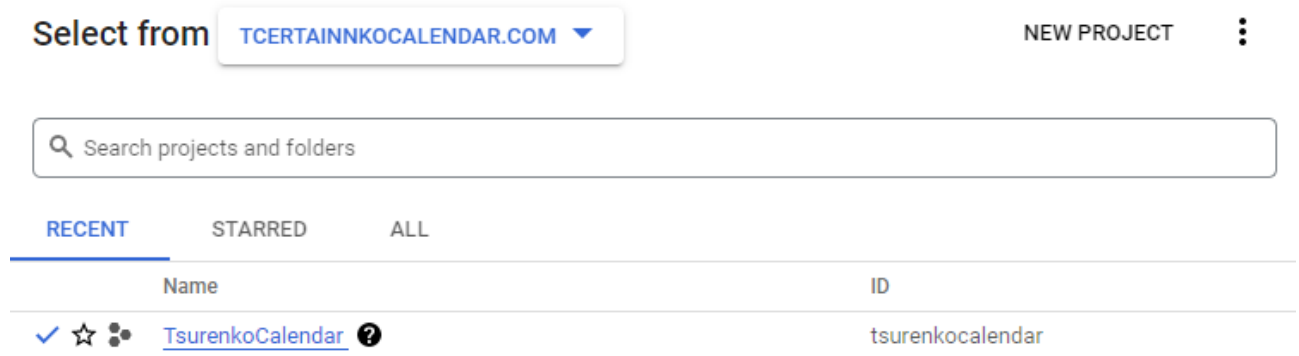 Select from TCERTAINNKOCALENDAR.COM NEW PROJECT
Search projects and folders
RECENT STARRED ALL
Name ID
TsurenkoCalendar tsurenkocalendar